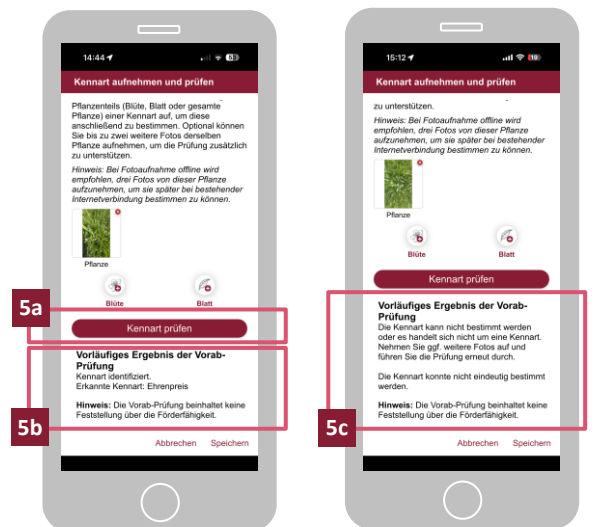 14:44
63
Kennart aufnehmen und prüfen
Pflanzenteils (Blüte, Blatt oder gesamte
Pflanze) einer Kennart auf, um diese
anschließend zu bestimmen. Optional können
Sie bis zu zwei weitere Fotos derselben
Pflanze aufnehmen, um die Prüfung zusätzlich
zu unterstützen.
Hinweis: Bei Fotoaufnahme offline wird
empfohlen, drei Fotos von dieser Pflanze
aufzunehmen, um sie später bei bestehender
Internetverbindung bestimmen zu können.
Pflanze
Blüte Blatt
5a
Kennart prüfen
5b
Vorläufiges Ergebnis der Vorab-
Prüfung
Kennart identifiziert.
Erkannte Kennart: Ehrenpreis
Hinweis: Die Vorab-Prüfung beinhaltet keine
Feststellung über die Förderfähigkeit.
Abbrechen Speichern
15:12
19
Kennart aufnehmen und prüfen
zu unterstützen.
Hinweis: Bei Fotoaufnahme offline wird
empfohlen, drei Fotos von dieser Pflanze
aufzunehmen, um sie später bei bestehender
Internetverbindung bestimmen zu können.
Pflanze
Blüte Blatt
Kennart prüfen
5c
Vorläufiges Ergebnis der Vorab-
Prüfung
Die Kennart kann nicht bestimmt werden
oder es handelt sich nicht um eine Kennart.
Nehmen Sie ggf. weitere Fotos auf und
führen Sie die Prüfung erneut durch.
Die Kennart konnte nicht eindeutig bestimmt
werden.
Hinweis: Die Vorab-Prüfung beinhaltet keine
Feststellung über die Förderfähigkeit.
Abbrechen Speichern